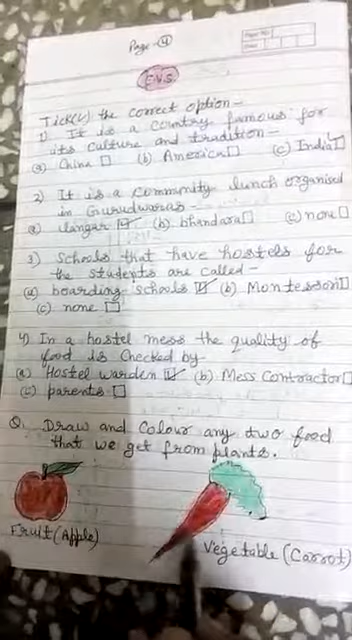 Page - 4
Page No.
Date
E.V.S.
Tick(✓) the correct option -
1) It is a country famous for
its culture and tradition -
(a) China ☐ (b) America ☐ (c) India ☑
2) It is a community lunch organised
in Gurudwaras -
(a) langar ☑ (b) bhandara ☐ (c) none ☐
3) Schools that have hostels for
the students are called -
(a) boarding schools ☑ (b) Montessori ☐
(c) none ☐
4) In a hostel mess the quality of
food is checked by -
(a) Hostel warden ☑ (b) Mess Contractor ☐
(c) parents ☐
Q. Draw and Colour any two food
that we get from plants.
Fruit (Apple)
Vegetable (Carrot)